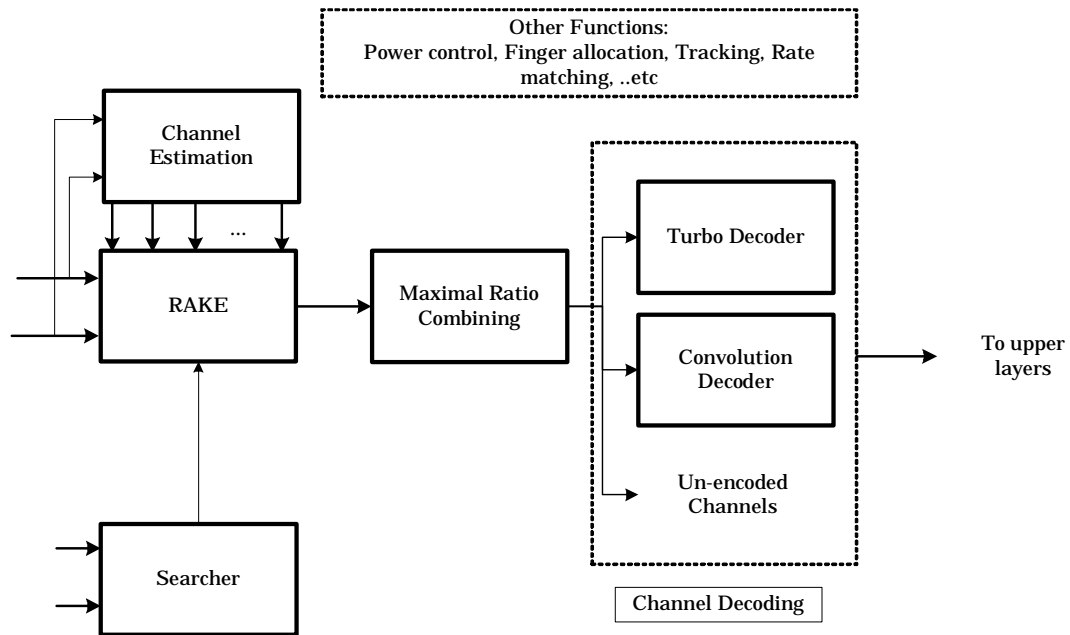 Other Functions:
Power control, Finger allocation, Tracking, Rate
matching, ..etc
Channel
Estimation
...
RAKE
Maximal Ratio
Combining
Turbo Decoder
Convolution
Decoder
Un-encoded
Channels
To upper
layers
Searcher
Channel Decoding